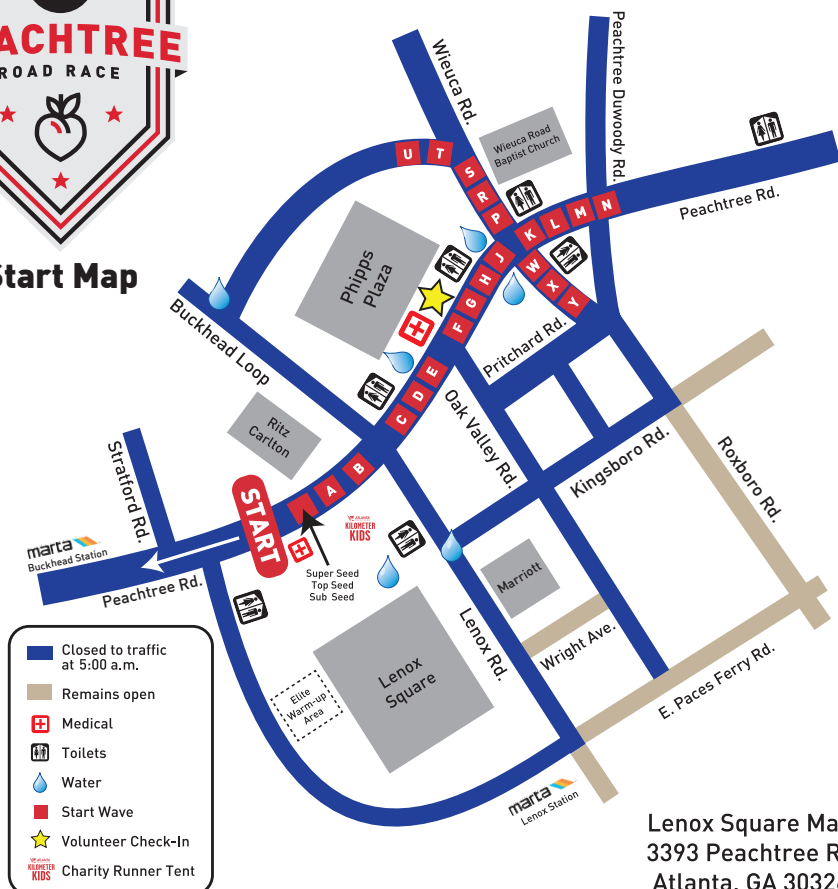 ACHTREE
ROAD RACE
Start Map
Wieuca Rd.
Peachtree Duwoody Rd.
Wieuca Road
Baptist Church
U T
S
R
P
K L M N
Peachtree Rd.
J
H
G
F
W
X
Y
Phipps
Plaza
Pritchard Rd.
Buckhead Loop
E
D
C
Oak Valley Rd.
Ritz
Carlton
B
A
Kingsboro Rd.
Roxboro Rd.
Stratford Rd.
START
ATLANTA
KILOMETER
KIDS
marta
Buckhead Station
Peachtree Rd.
Super Seed
Top Seed
Sub Seed
Marriott
Lenox Rd.
Wright Ave.
Lenox
Square
Elite
Warm-up
Area
E. Paces Ferry Rd.
marta
Lenox Station
Closed to traffic
at 5:00 a.m.
Remains open
Medical
Toilets
Water
Start Wave
Volunteer Check-In
ATLANTA
KILOMETER
KIDS
Charity Runner Tent
Lenox Square Ma
3393 Peachtree R
Atlanta, GA 3032